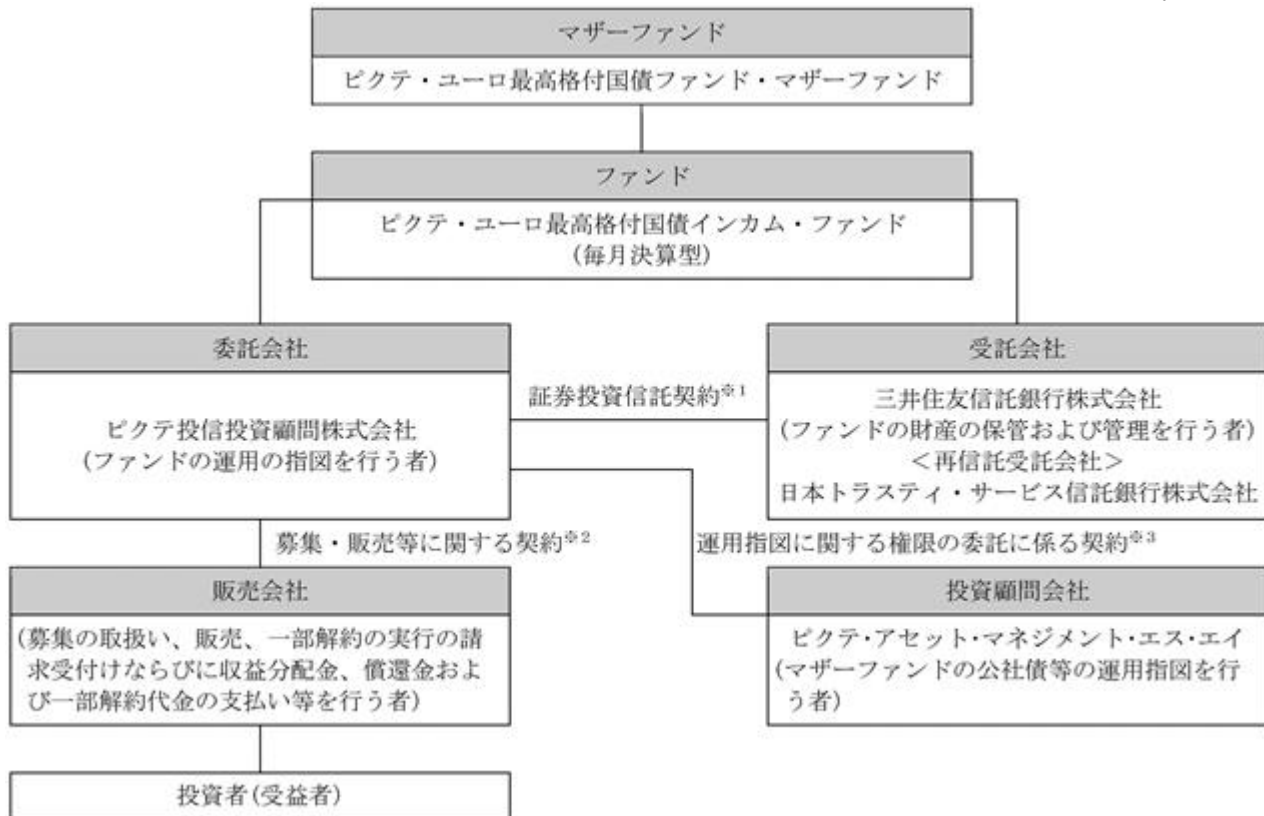 マザーファンド
ピクテ・ユーロ最高格付国債ファンド・マザーファンド
ファンド
ピクテ・ユーロ最高格付国債インカム・ファンド
(毎月決算型)
委託会社
ピクテ投信投資顧問株式会社
(ファンドの運用の指図を行う者)
証券投資信託契約※1
受託会社
三井住友信託銀行株式会社
(ファンドの財産の保管および管理を行う者)
＜再信託受託会社＞
日本トラスティ・サービス信託銀行株式会社
募集・販売等に関する契約※2
運用指図に関する権限の委託に係る契約※3
販売会社
(募集の取扱い、販売、一部解約の実行の請
求受付けならびに収益分配金、償還金およ
び一部解約代金の支払い等を行う者)
投資顧問会社
ピクテ・アセット・マネジメント・エス・エイ
(マザーファンドの公社債等の運用指図を行
う者)
投資者(受益者)